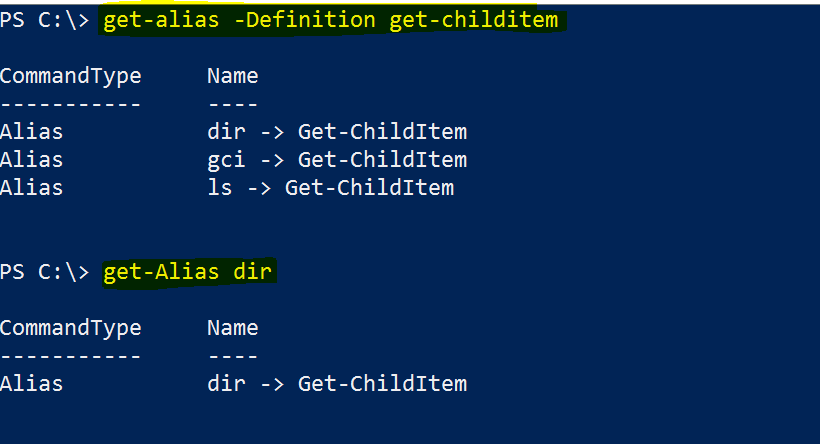 PS C:\> get-alias -Definition get-childitem
CommandType Name
----------- ----
Alias dir -> Get-ChildItem
Alias gci -> Get-ChildItem
Alias ls -> Get-ChildItem
PS C:\> get-Alias dir
CommandType Name
----------- ----
Alias dir -> Get-ChildItem